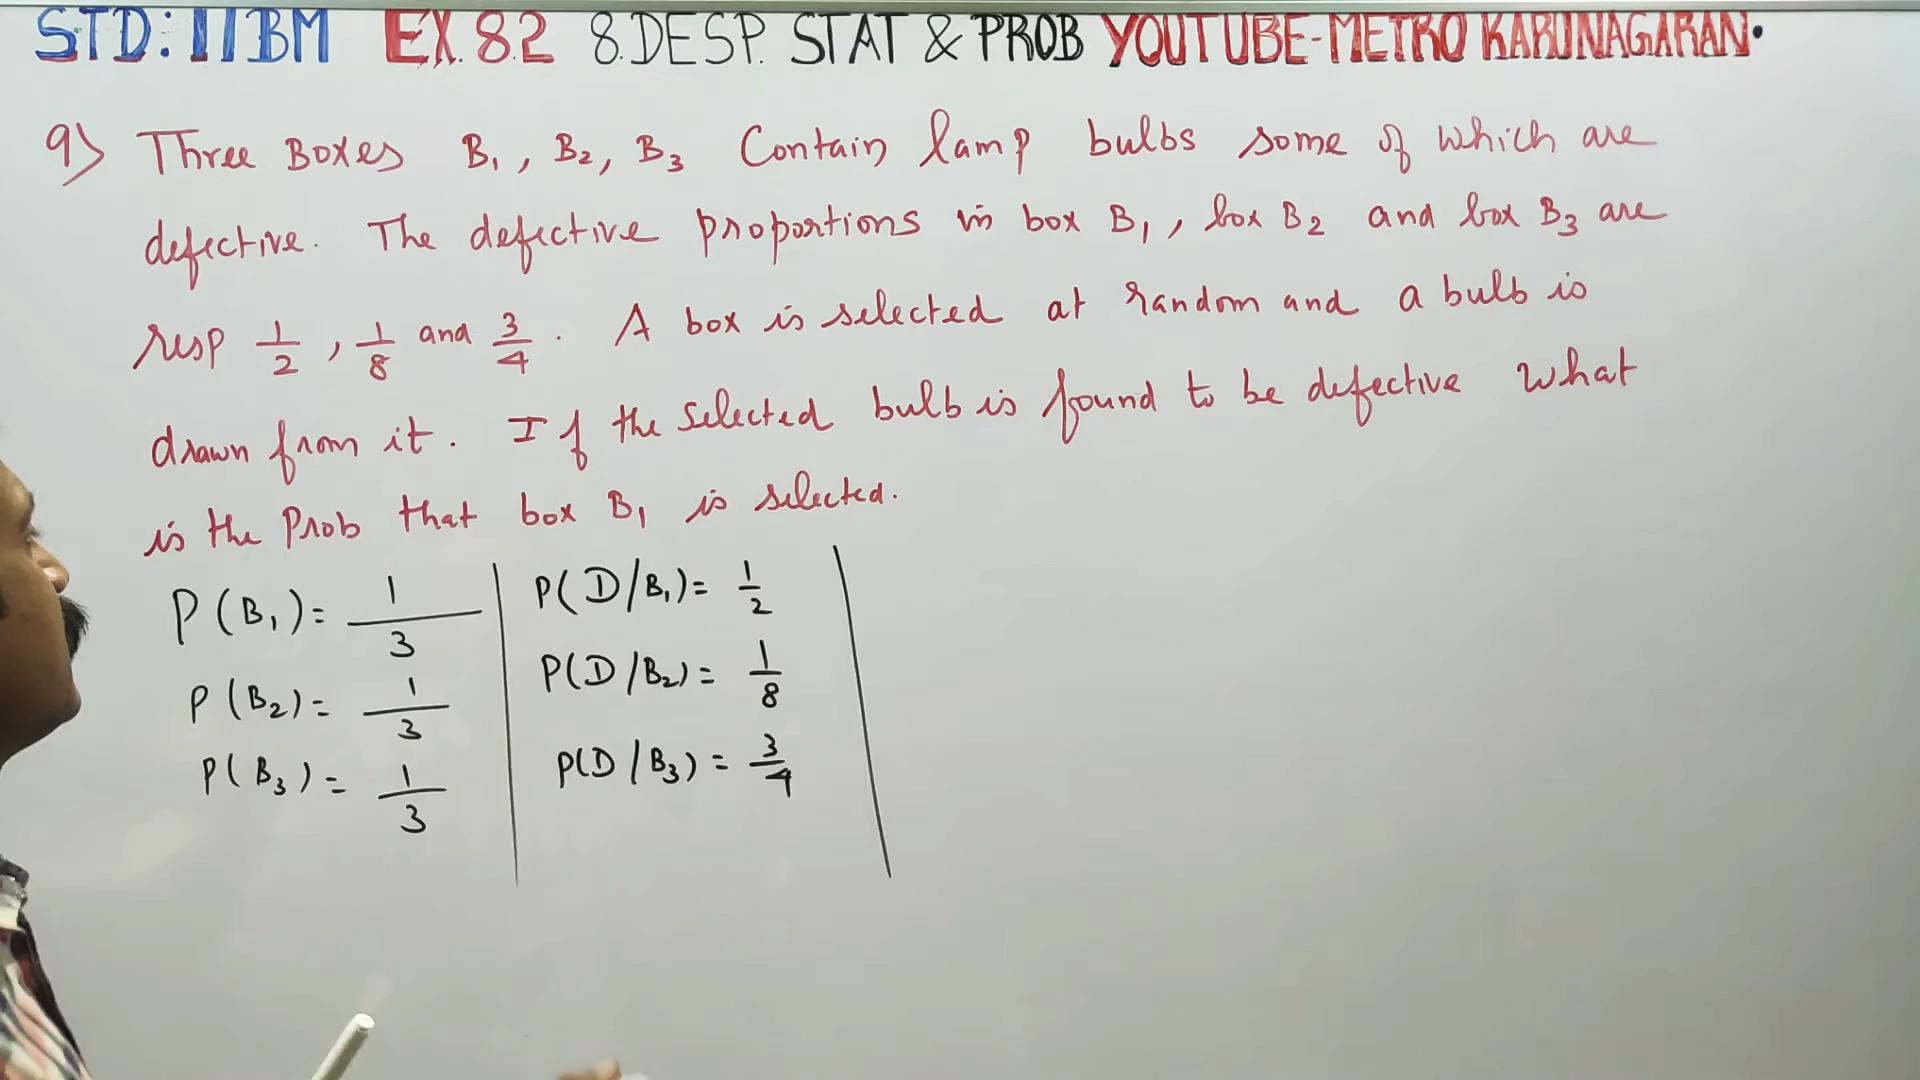 STD: 11BM EX. 8.2 8.DESP. STAT & PROB YOUTUBE-METRO KARUNAGARAN.
9) Three Boxes B₁, B₂, B₃ Contain lamp bulbs some of which are
defective. The defective proportions in box B₁, box B₂ and box B₃ are
resp 1/2, 1/8 and 3/4. A box is selected at random and a bulb is
drawn from it. If the Selected bulb is found to be defective what
is the Prob that box B₁ is selected.
P(B₁) = 1/3
P(B₂) = 1/3
P(B₃) = 1/3
P(D/B₁) = 1/2
P(D/B₂) = 1/8
P(D/B₃) = 3/4